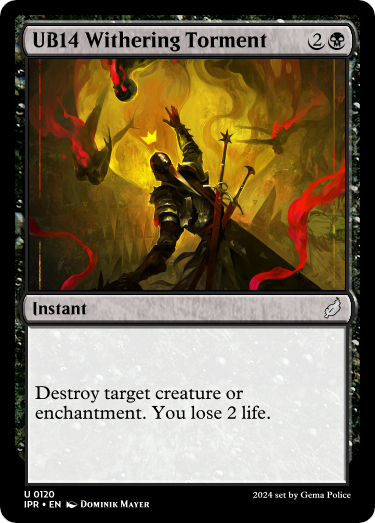 UB14 Withering Torment 2
Instant
Destroy target creature or
enchantment. You lose 2 life.
U 0120
IPR • EN DOMINIK MAYER
2024 set by Gema Police